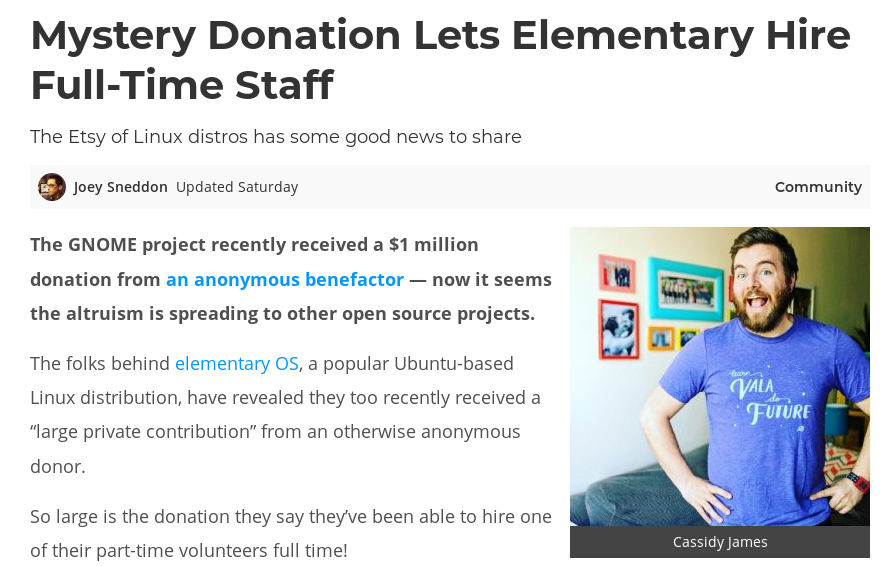 Mystery Donation Lets Elementary Hire
Full-Time Staff
The Etsy of Linux distros has some good news to share
Joey Sneddon Updated Saturday
Community
The GNOME project recently received a $1 million
donation from an anonymous benefactor — now it seems
the altruism is spreading to other open source projects.
The folks behind elementary OS, a popular Ubuntu-based
Linux distribution, have revealed they too recently received a
“large private contribution” from an otherwise anonymous
donor.
So large is the donation they say they’ve been able to hire one
of their part-time volunteers full time!
learn
VALA
do
FUTURE
Cassidy James